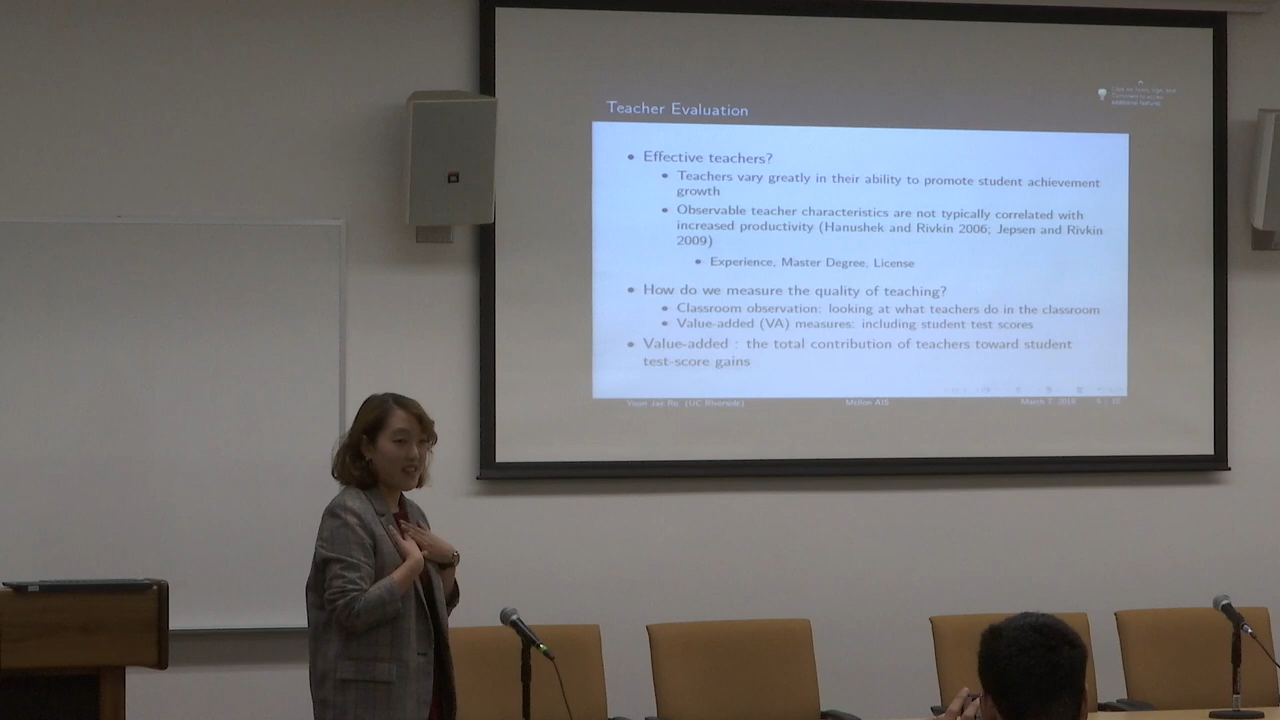 Teacher Evaluation
• Effective teachers?
• Teachers vary greatly in their ability to promote student achievement
growth
• Observable teacher characteristics are not typically correlated with
increased productivity (Hanushek and Rivkin 2006; Jepsen and Rivkin
2009)
• Experience, Master Degree, License
• How do we measure the quality of teaching?
• Classroom observation: looking at what teachers do in the classroom
• Value-added (VA) measures: including student test scores
• Value-added : the total contribution of teachers toward student
test-score gains
(UC Riverside)
Mellon AIS
March 7,